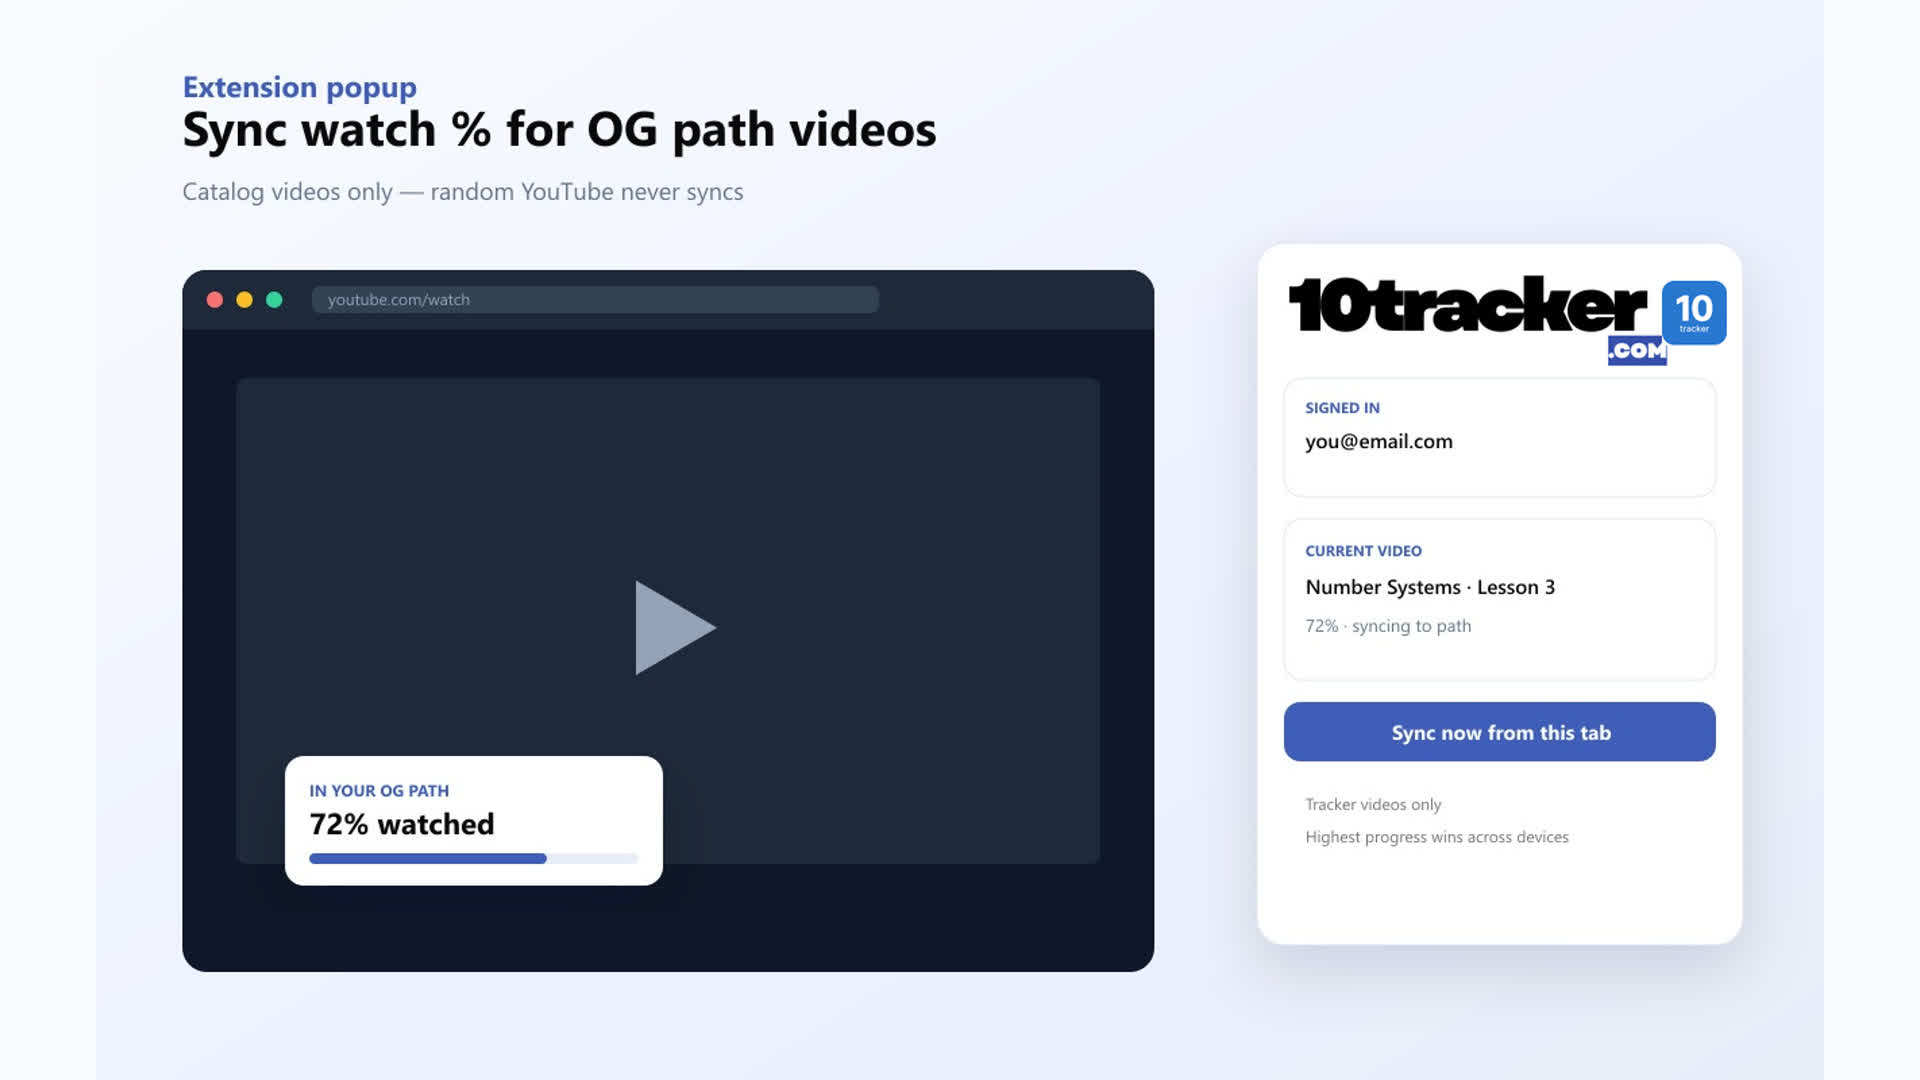 Extension popup
Sync watch % for OG path videos
Catalog videos only — random YouTube never syncs
youtube.com/watch
IN YOUR OG PATH
72% watched
10tracker
.COM
10
tracker
SIGNED IN
you@email.com
CURRENT VIDEO
Number Systems · Lesson 3
72% · syncing to path
Sync now from this tab
Tracker videos only
Highest progress wins across devices